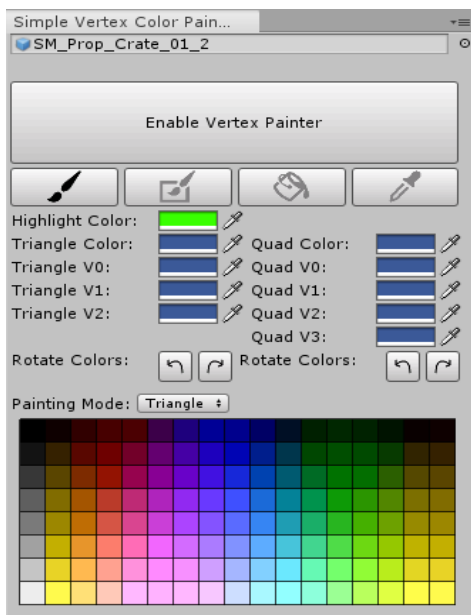 Simple Vertex Color Pain...
SM_Prop_Crate_01_2
Enable Vertex Painter
Highlight Color:
Triangle Color: Quad Color:
Triangle V0: Quad V0:
Triangle V1: Quad V1:
Triangle V2: Quad V2:
Quad V3:
Rotate Colors: Rotate Colors:
Painting Mode: Triangle